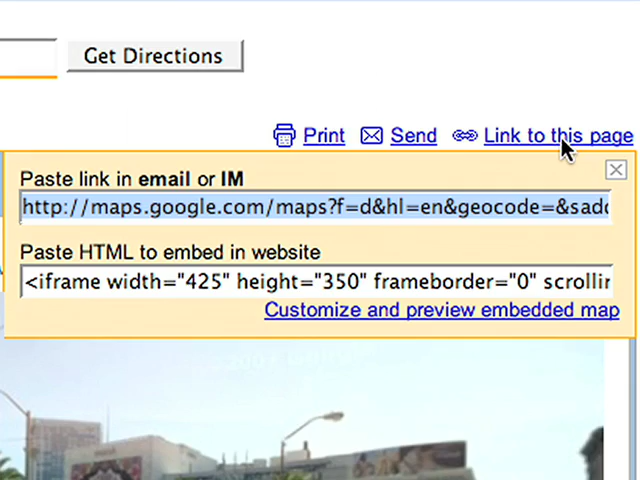 Get Directions
Print Send Link to this page
Paste link in email or IM
http://maps.google.com/maps?f=d&hl=en&geocode=&sadd
Paste HTML to embed in website
<iframe width="425" height="350" frameborder="0" scrollin
Customize and preview embedded map